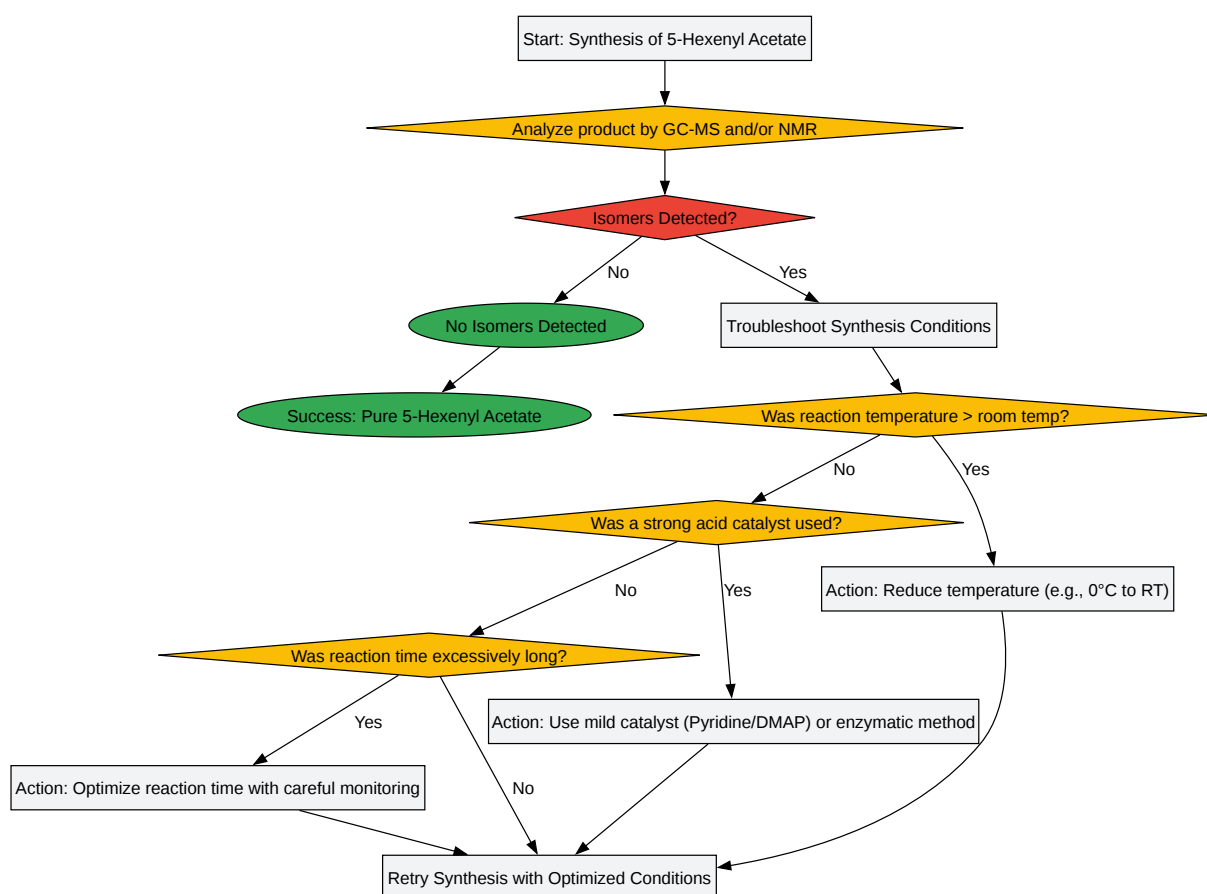 Start: Synthesis of 5-Hexenyl Acetate
Analyze product by GC-MS and/or NMR
Isomers Detected?
No
Yes
No Isomers Detected
Troubleshoot Synthesis Conditions
Success: Pure 5-Hexenyl Acetate
Was reaction temperature > room temp?
No
Yes
Was a strong acid catalyst used?
No
Yes
Action: Reduce temperature (e.g., 0°C to RT)
Was reaction time excessively long?
Yes
No
Action: Use mild catalyst (Pyridine/DMAP) or enzymatic method
Action: Optimize reaction time with careful monitoring
Retry Synthesis with Optimized Conditions